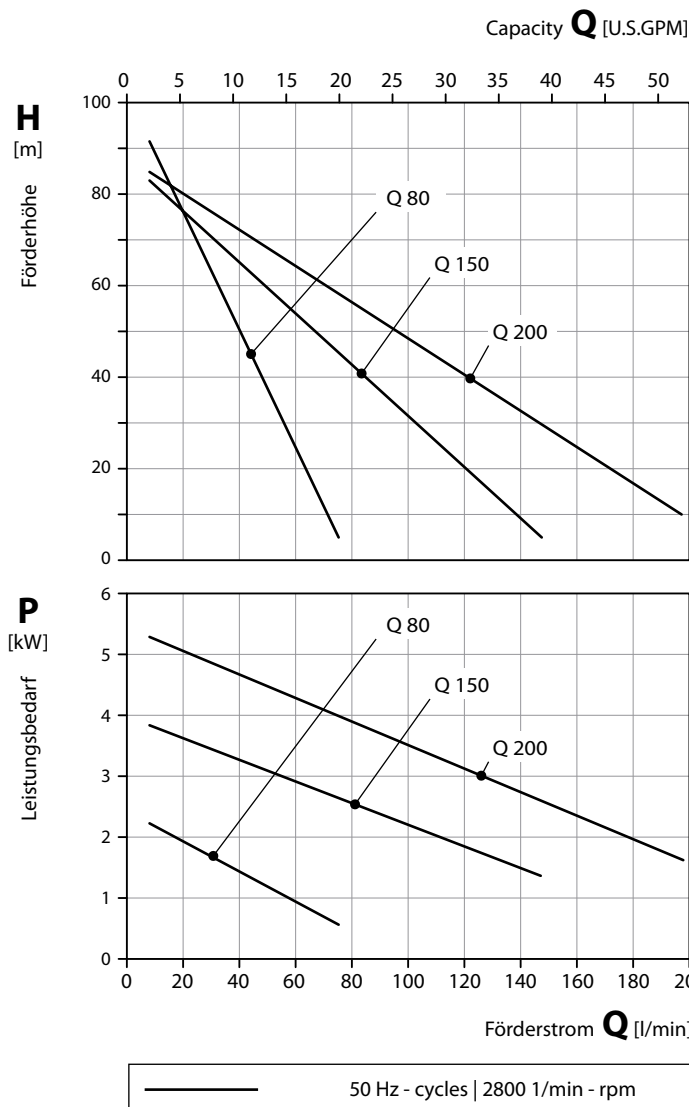 Capacity Q [U.S.GPM]
0 5 10 15 20 25 30 35 40 45 50
H
[m]
Förderhöhe
100
80
60
40
20
0
Q 80
Q 150
Q 200
P
[kW]
Leistungsbedarf
6
5
4
3
2
1
0
Q 80
Q 150
Q 200
0 20 40 60 80 100 120 140 160 180 20
Förderstrom Q [l/min]
50 Hz - cycles | 2800 1/min - rpm